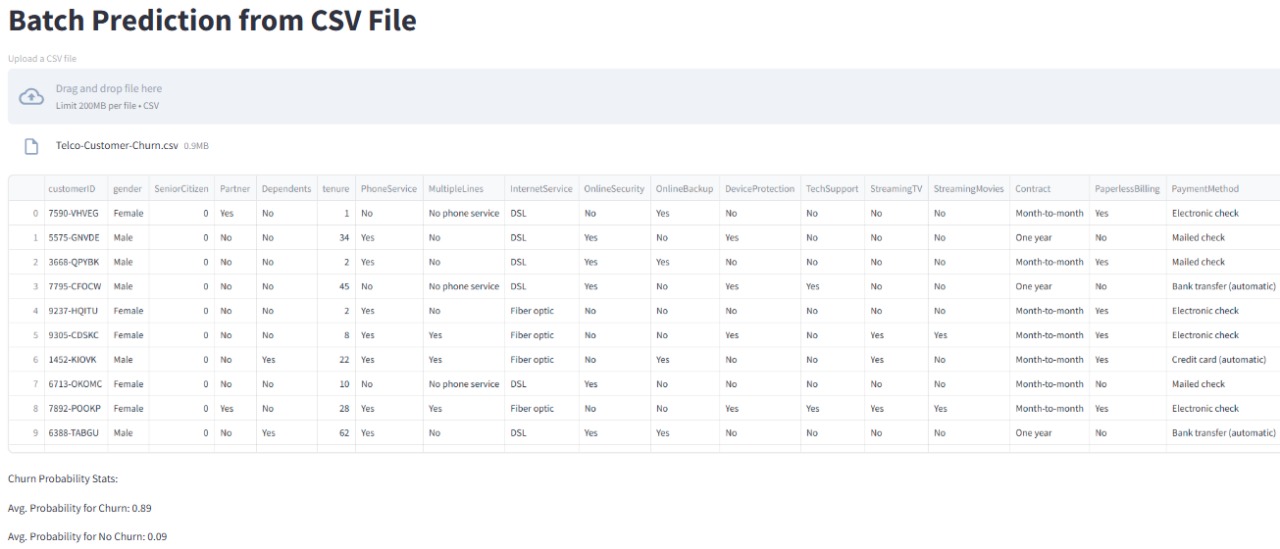 Batch Prediction from CSV File
Upload a CSV file
Drag and drop file here
Limit 200MB per file • CSV
Telco-Customer-Churn.csv 0.9MB
customerID gender SeniorCitizen Partner Dependents tenure PhoneService MultipleLines InternetService OnlineSecurity OnlineBackup DeviceProtection TechSupport StreamingTV StreamingMovies Contract PaperlessBilling PaymentMethod
0 7590-VHVEG Female 0 Yes No 1 No No phone service DSL No Yes No No No No Month-to-month Yes Electronic check
1 5575-GNVDE Male 0 No No 34 Yes No DSL Yes No Yes No No No One year No Mailed check
2 3668-QPYBK Male 0 No No 2 Yes No DSL Yes Yes No No No No Month-to-month Yes Mailed check
3 7795-CFOCW Male 0 No No 45 No No phone service DSL Yes No Yes Yes No No One year No Bank transfer (automatic)
4 9237-HQITU Female 0 No No 2 Yes No Fiber optic No No No No No No Month-to-month Yes Electronic check
5 9305-CDSKC Female 0 No No 8 Yes Yes Fiber optic No No Yes No Yes Yes Month-to-month Yes Electronic check
6 1452-KIOVK Male 0 No Yes 22 Yes Yes Fiber optic No Yes No No Yes No Month-to-month Yes Credit card (automatic)
7 6713-OKOMC Female 0 No No 10 No No phone service DSL Yes No No No No No Month-to-month No Mailed check
8 7892-POOKP Female 0 Yes No 28 Yes Yes Fiber optic No No Yes Yes Yes Yes Month-to-month Yes Electronic check
9 6388-TABGU Male 0 No Yes 62 Yes No DSL Yes Yes No No No No One year No Bank transfer (automatic)
Churn Probability Stats:
Avg. Probability for Churn: 0.89
Avg. Probability for No Churn: 0.09